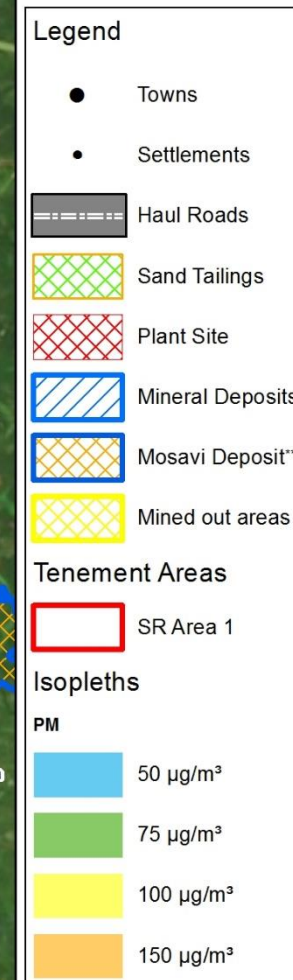 Legend
Towns
Settlements
Haul Roads
Sand Tailings
Plant Site
Mineral Deposits
Mosavi Deposit**
Mined out areas
Tenement Areas
SR Area 1
Isopleths
PM
50 µg/m³
75 µg/m³
100 µg/m³
150 µg/m³